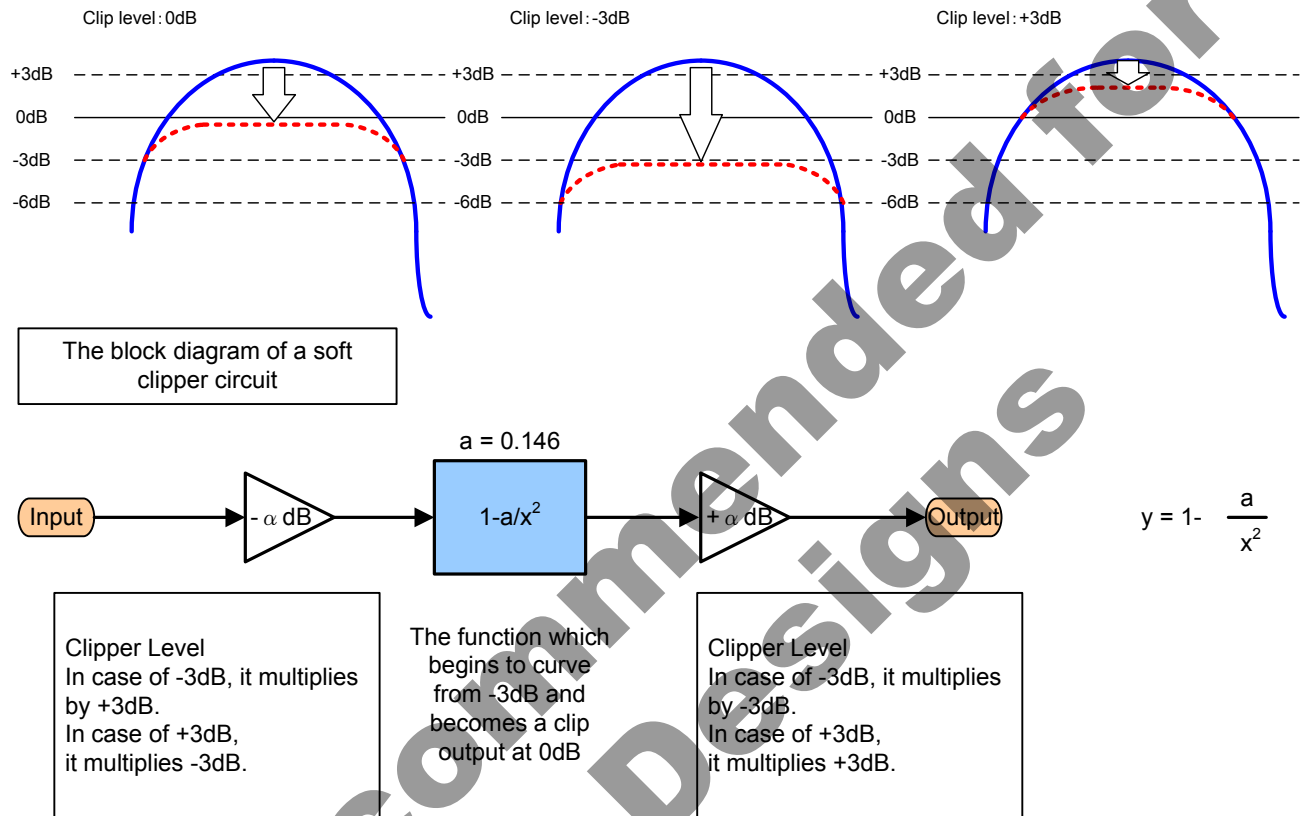 Clip level:0dB
Clip level:-3dB
Clip level:+3dB
+3dB
0dB
-3dB
-6dB
+3dB
0dB
-3dB
-6dB
+3dB
0dB
-3dB
-6dB
The block diagram of a soft
clipper circuit
a = 0.146
Input
- α dB
1-a/x²
+ α dB
Output
y = 1- a/x²
Clipper Level
In case of -3dB, it multiplies
by +3dB.
In case of +3dB,
it multiplies -3dB.
The function which
begins to curve
from -3dB and
becomes a clip
output at 0dB
Clipper Level
In case of -3dB, it multiplies
by -3dB.
In case of +3dB,
it multiplies +3dB.
commended for
Designs